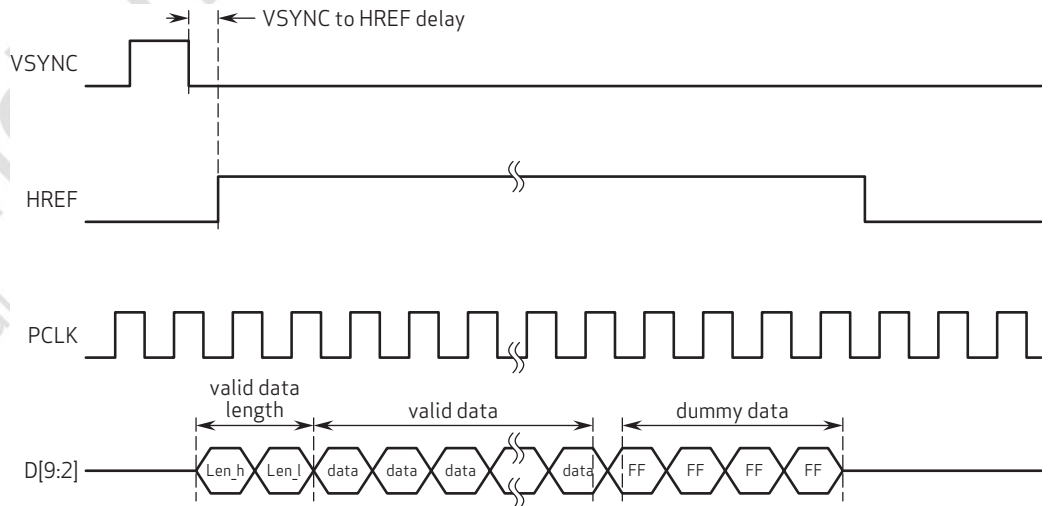 VSYNC to HREF delay
VSYNC
HREF
PCLK
valid data
length
valid data
dummy data
D[9:2]
Len_h
Len_l
data
data
data
data
FF
FF
FF
FF